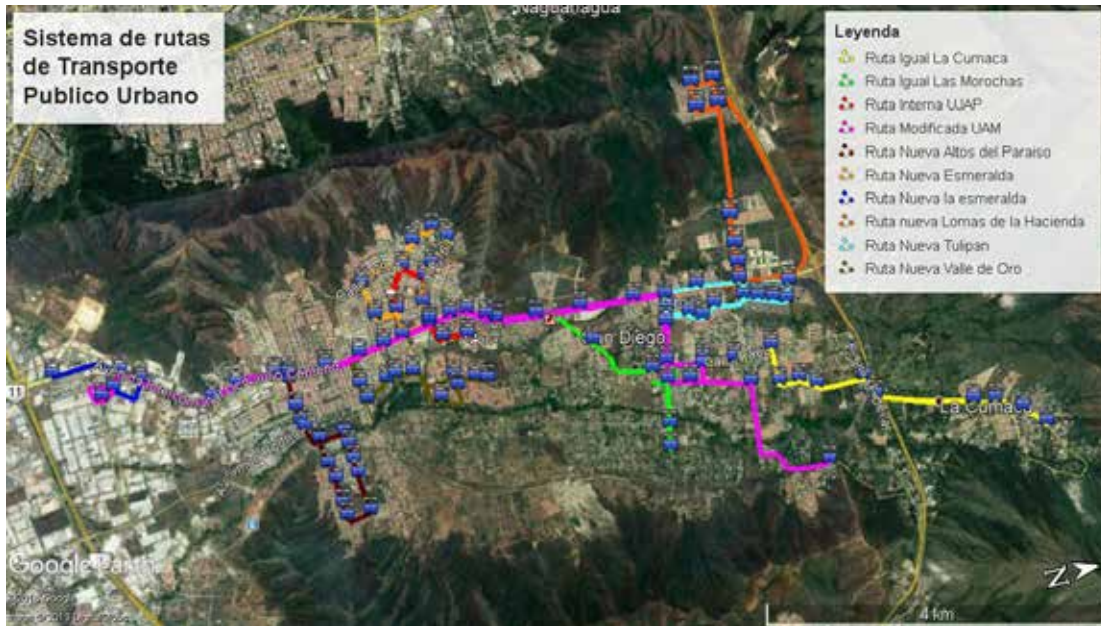 Naguanagua
Sistema de rutas
de Transporte
Publico Urbano
Leyenda
Ruta Igual La Cumaca
Ruta Igual Las Morochas
Ruta Interna UJAP
Ruta Modificada UAM
Ruta Nueva Altos del Paraiso
Ruta Nueva Esmeralda
Ruta Nueva la esmeralda
Ruta nueva Lomas de la Hacienda
Ruta Nueva Tulipan
Ruta Nueva Valle de Oro
San Diego
La Cumaca
11
Google Earth
N
4 km